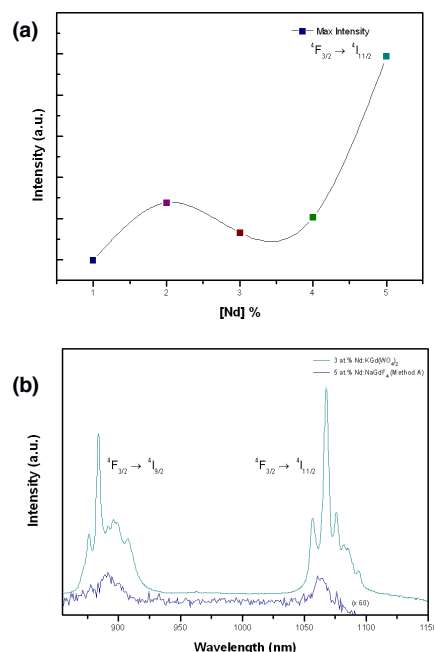 (a)
Max Intensity
⁴F₃/₂ → ⁴I₁₁/₂
Intensity (a.u.)
1 2 3 4 5
[Nd] %
(b)
3 at.% Nd:KGd(WO₄)₂
5 at.% Nd:NaGdF₄(Method A)
⁴F₃/₂ → ⁴I₉/₂ ⁴F₃/₂ → ⁴I₁₁/₂
Intensity (a.u.)
(x 60)
900 950 1000 1050 1100 1150
Wavelength (nm)